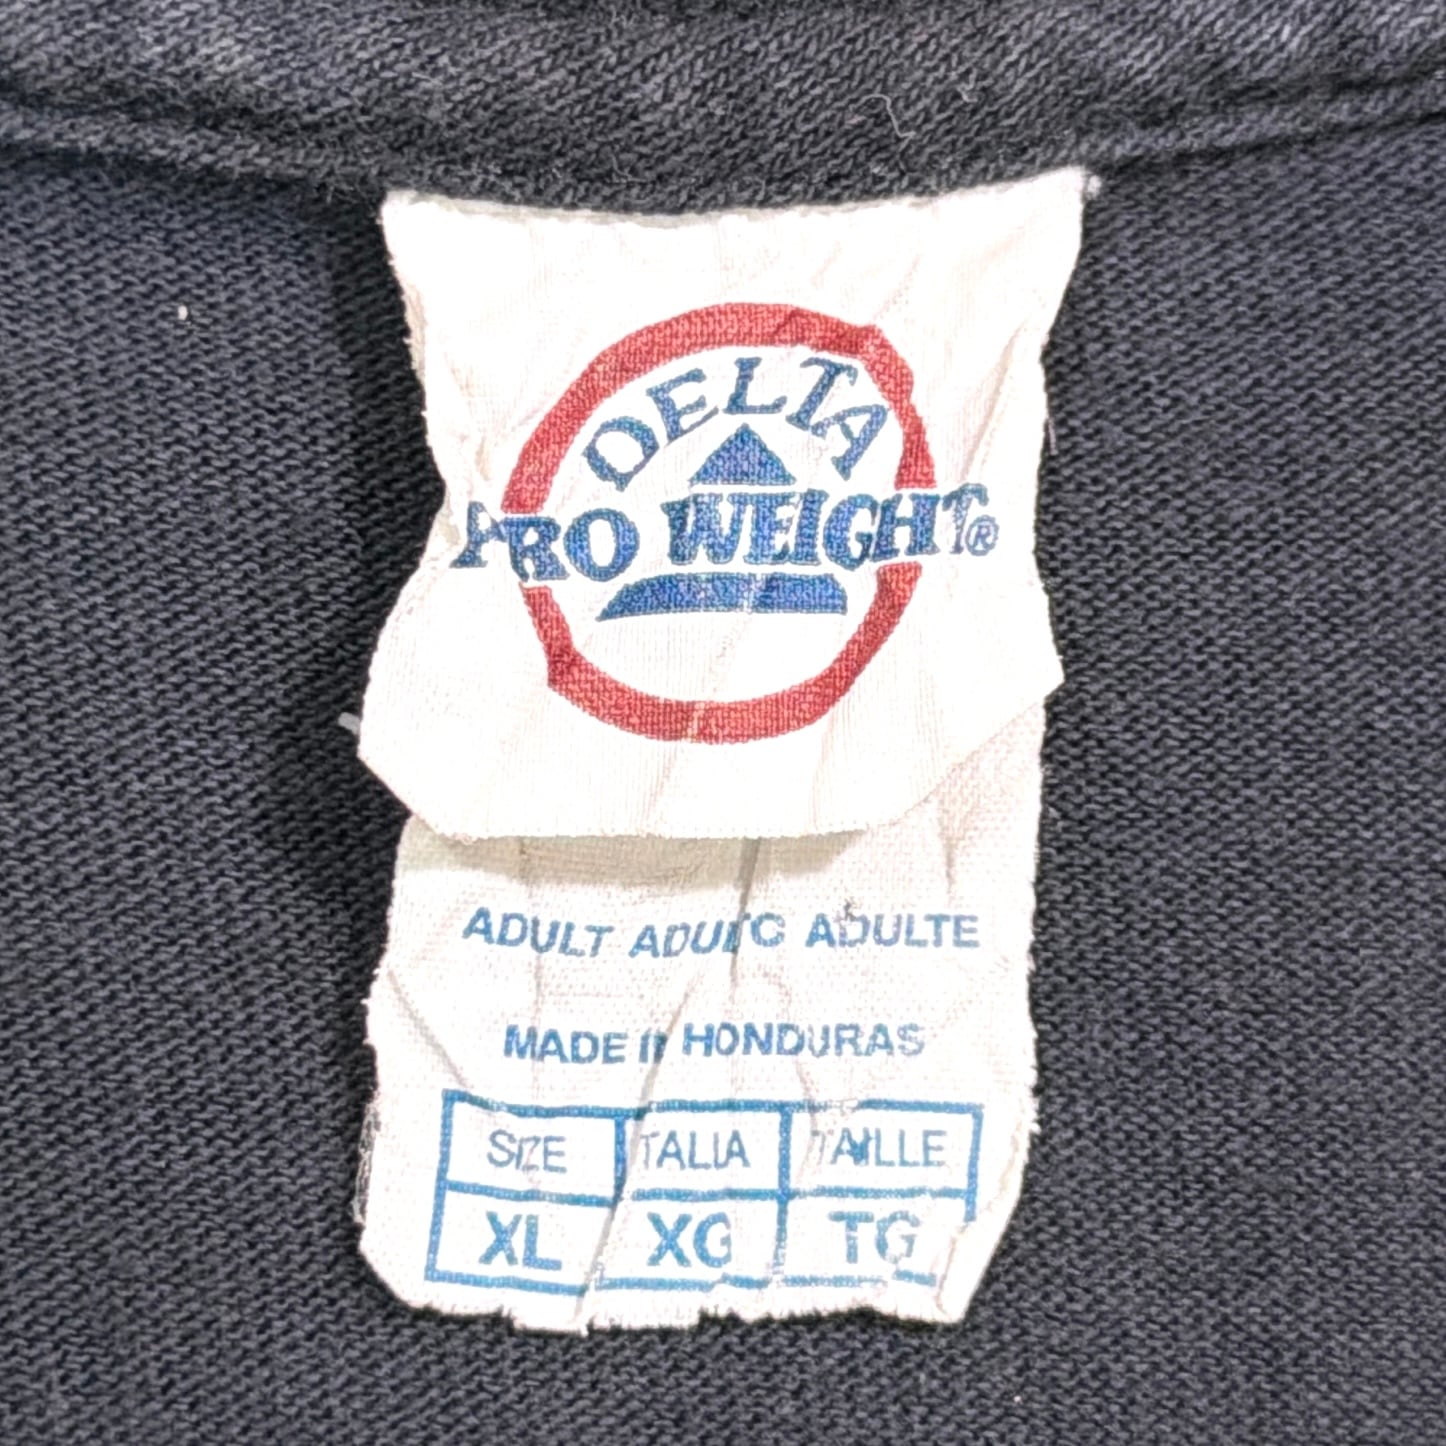 DELTA
PRO WEIGHT®
ADULT ADULTO ADULTE
MADE IN HONDURAS
SIZE TALLA TAILLE
XL XG TG